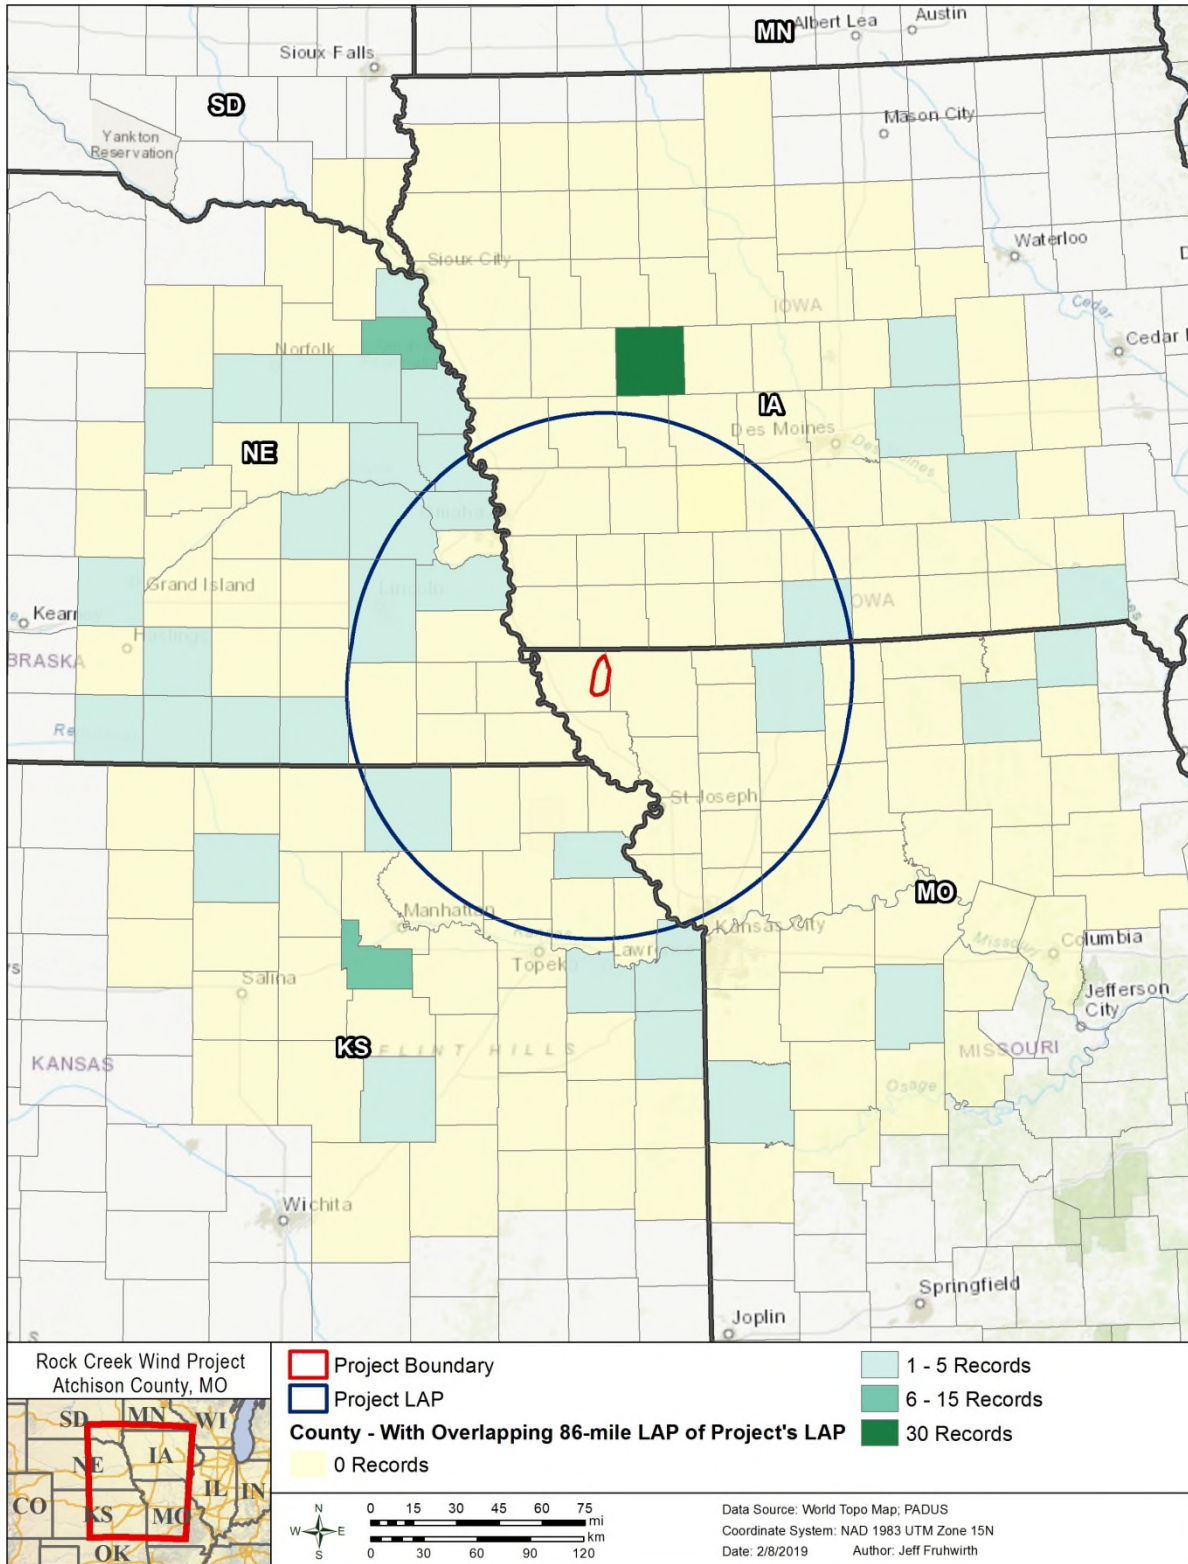 MN
Albert Lea
Austin
Sioux Falls
SD
Mason City
Yankton
Reservation
Waterloo
Sioux City
IOWA
Cedar
Norfolk
IA
Des Moines
Des Moines
NE
Omaha
Grand Island
Lincoln
Kearney
IOWA
Hastings
BRASKA
St Joseph
MO
Manhattan
Kansas City
Missouri
Columbia
Topeka
Lawre
Salina
Jefferson
City
KS
FLINT HILLS
MISSOURI
KANSAS
Osage
Wichita
Springfield
Joplin
Rock Creek Wind Project
Atchison County, MO
SD
MN
WI
IA
NE
IL
IN
CO
KS
MO
OK
Project Boundary
Project LAP
County - With Overlapping 86-mile LAP of Project's LAP
0 Records
1 - 5 Records
6 - 15 Records
30 Records
N
W
E
S
0 15 30 45 60 75
mi
km
0 30 60 90 120
Data Source: World Topo Map; PADUS
Coordinate System: NAD 1983 UTM Zone 15N
Date: 2/8/2019 Author: Jeff Fruhwirth